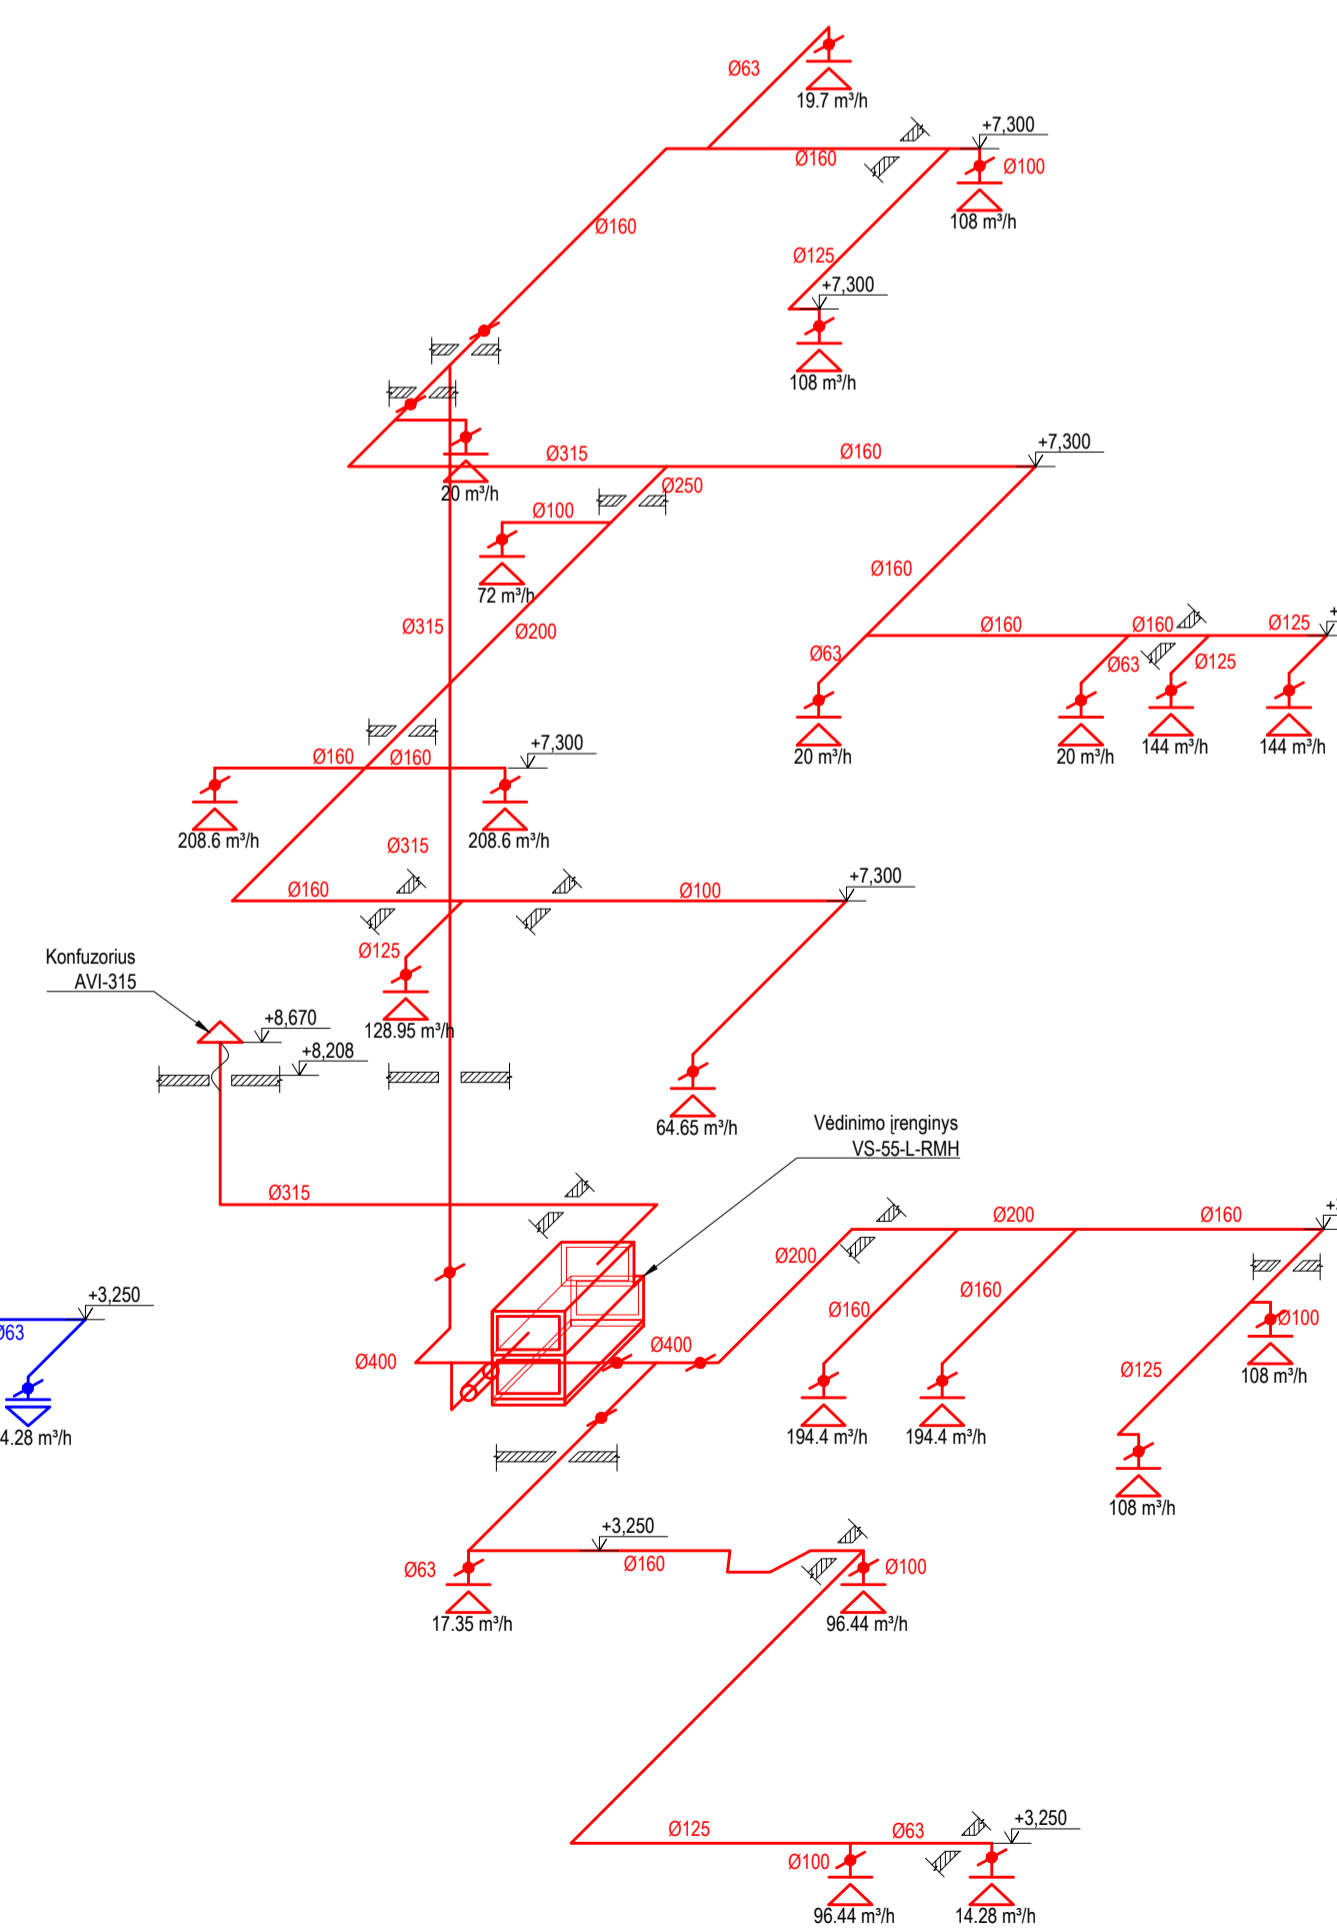 Ø63
19.7 m³/h
+7,300
Ø160
Ø100
108 m³/h
Ø160
Ø125
+7,300
108 m³/h
+7,300
Ø315
Ø160
20 m³/h
Ø250
Ø100
72 m³/h
Ø160
Ø315
Ø200
Ø160
Ø160
Ø125
Ø63
Ø63
Ø125
20 m³/h
20 m³/h
144 m³/h
144 m³/h
+7,300
Ø160
Ø160
208.6 m³/h
208.6 m³/h
Ø315
+7,300
Ø160
Ø100
Ø125
Konfuzorius
AVI-315
+8,670
128.95 m³/h
+8,208
64.65 m³/h
Vėdinimo įrenginys
VS-55-L-RMH
Ø315
Ø200
Ø160
Ø200
+3,250
Ø63
Ø160
Ø160
Ø100
Ø400
Ø400
Ø125
108 m³/h
4.28 m³/h
194.4 m³/h
194.4 m³/h
108 m³/h
+3,250
Ø63
Ø160
Ø100
17.35 m³/h
96.44 m³/h
+3,250
Ø125
Ø63
Ø100
96.44 m³/h
14.28 m³/h